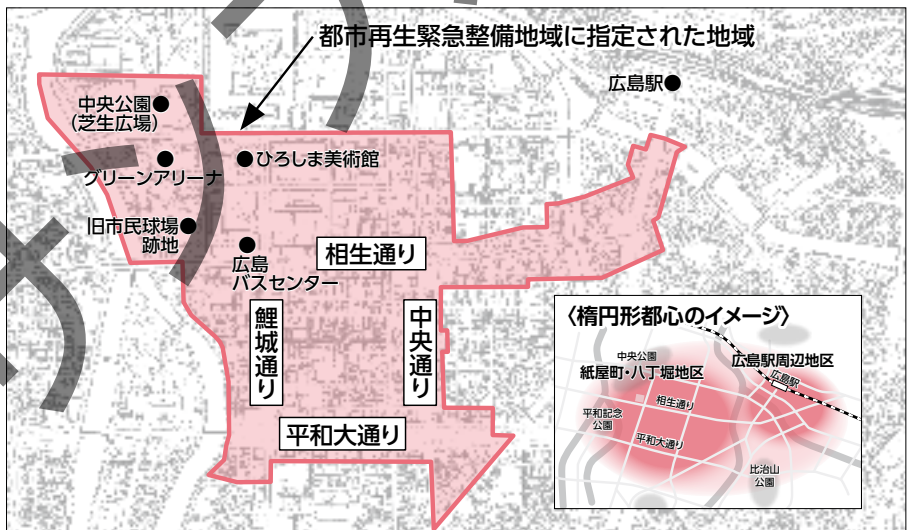 都市再生緊急整備地域に指定された地域
広島駅
中央公園
(芝生広場)
グリーンアリーナ
ひろしま美術館
旧市民球場
跡地
広島
バスセンター
相生通り
鯉城通り
中央通り
平和大通り
〈楕円形都心のイメージ〉
中央公園
紙屋町・八丁堀地区
広島駅周辺地区
広島駅
相生通り
平和記念
公園
平和大通り
比治山
公園